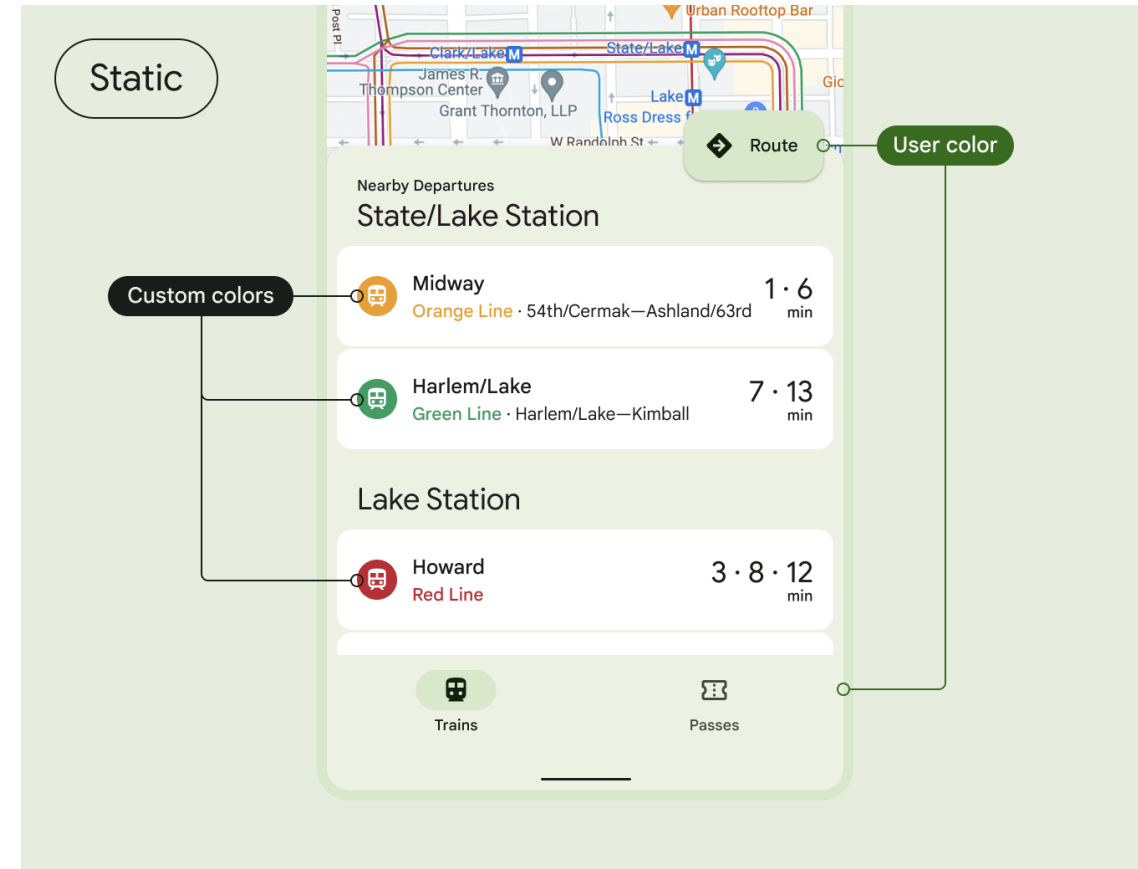 Static
Post Pl
Urban Rooftop Bar
Clark/Lake M
State/Lake M
James R.
Thompson Center
Grant Thornton, LLP
Lake M
Ross Dress f
W Randolph St
Route
User color
Nearby Departures
State/Lake Station
Custom colors
Midway
Orange Line · 54th/Cermak—Ashland/63rd
1 · 6
min
Harlem/Lake
Green Line · Harlem/Lake—Kimball
7 · 13
min
Lake Station
Howard
Red Line
3 · 8 · 12
min
Trains
Passes